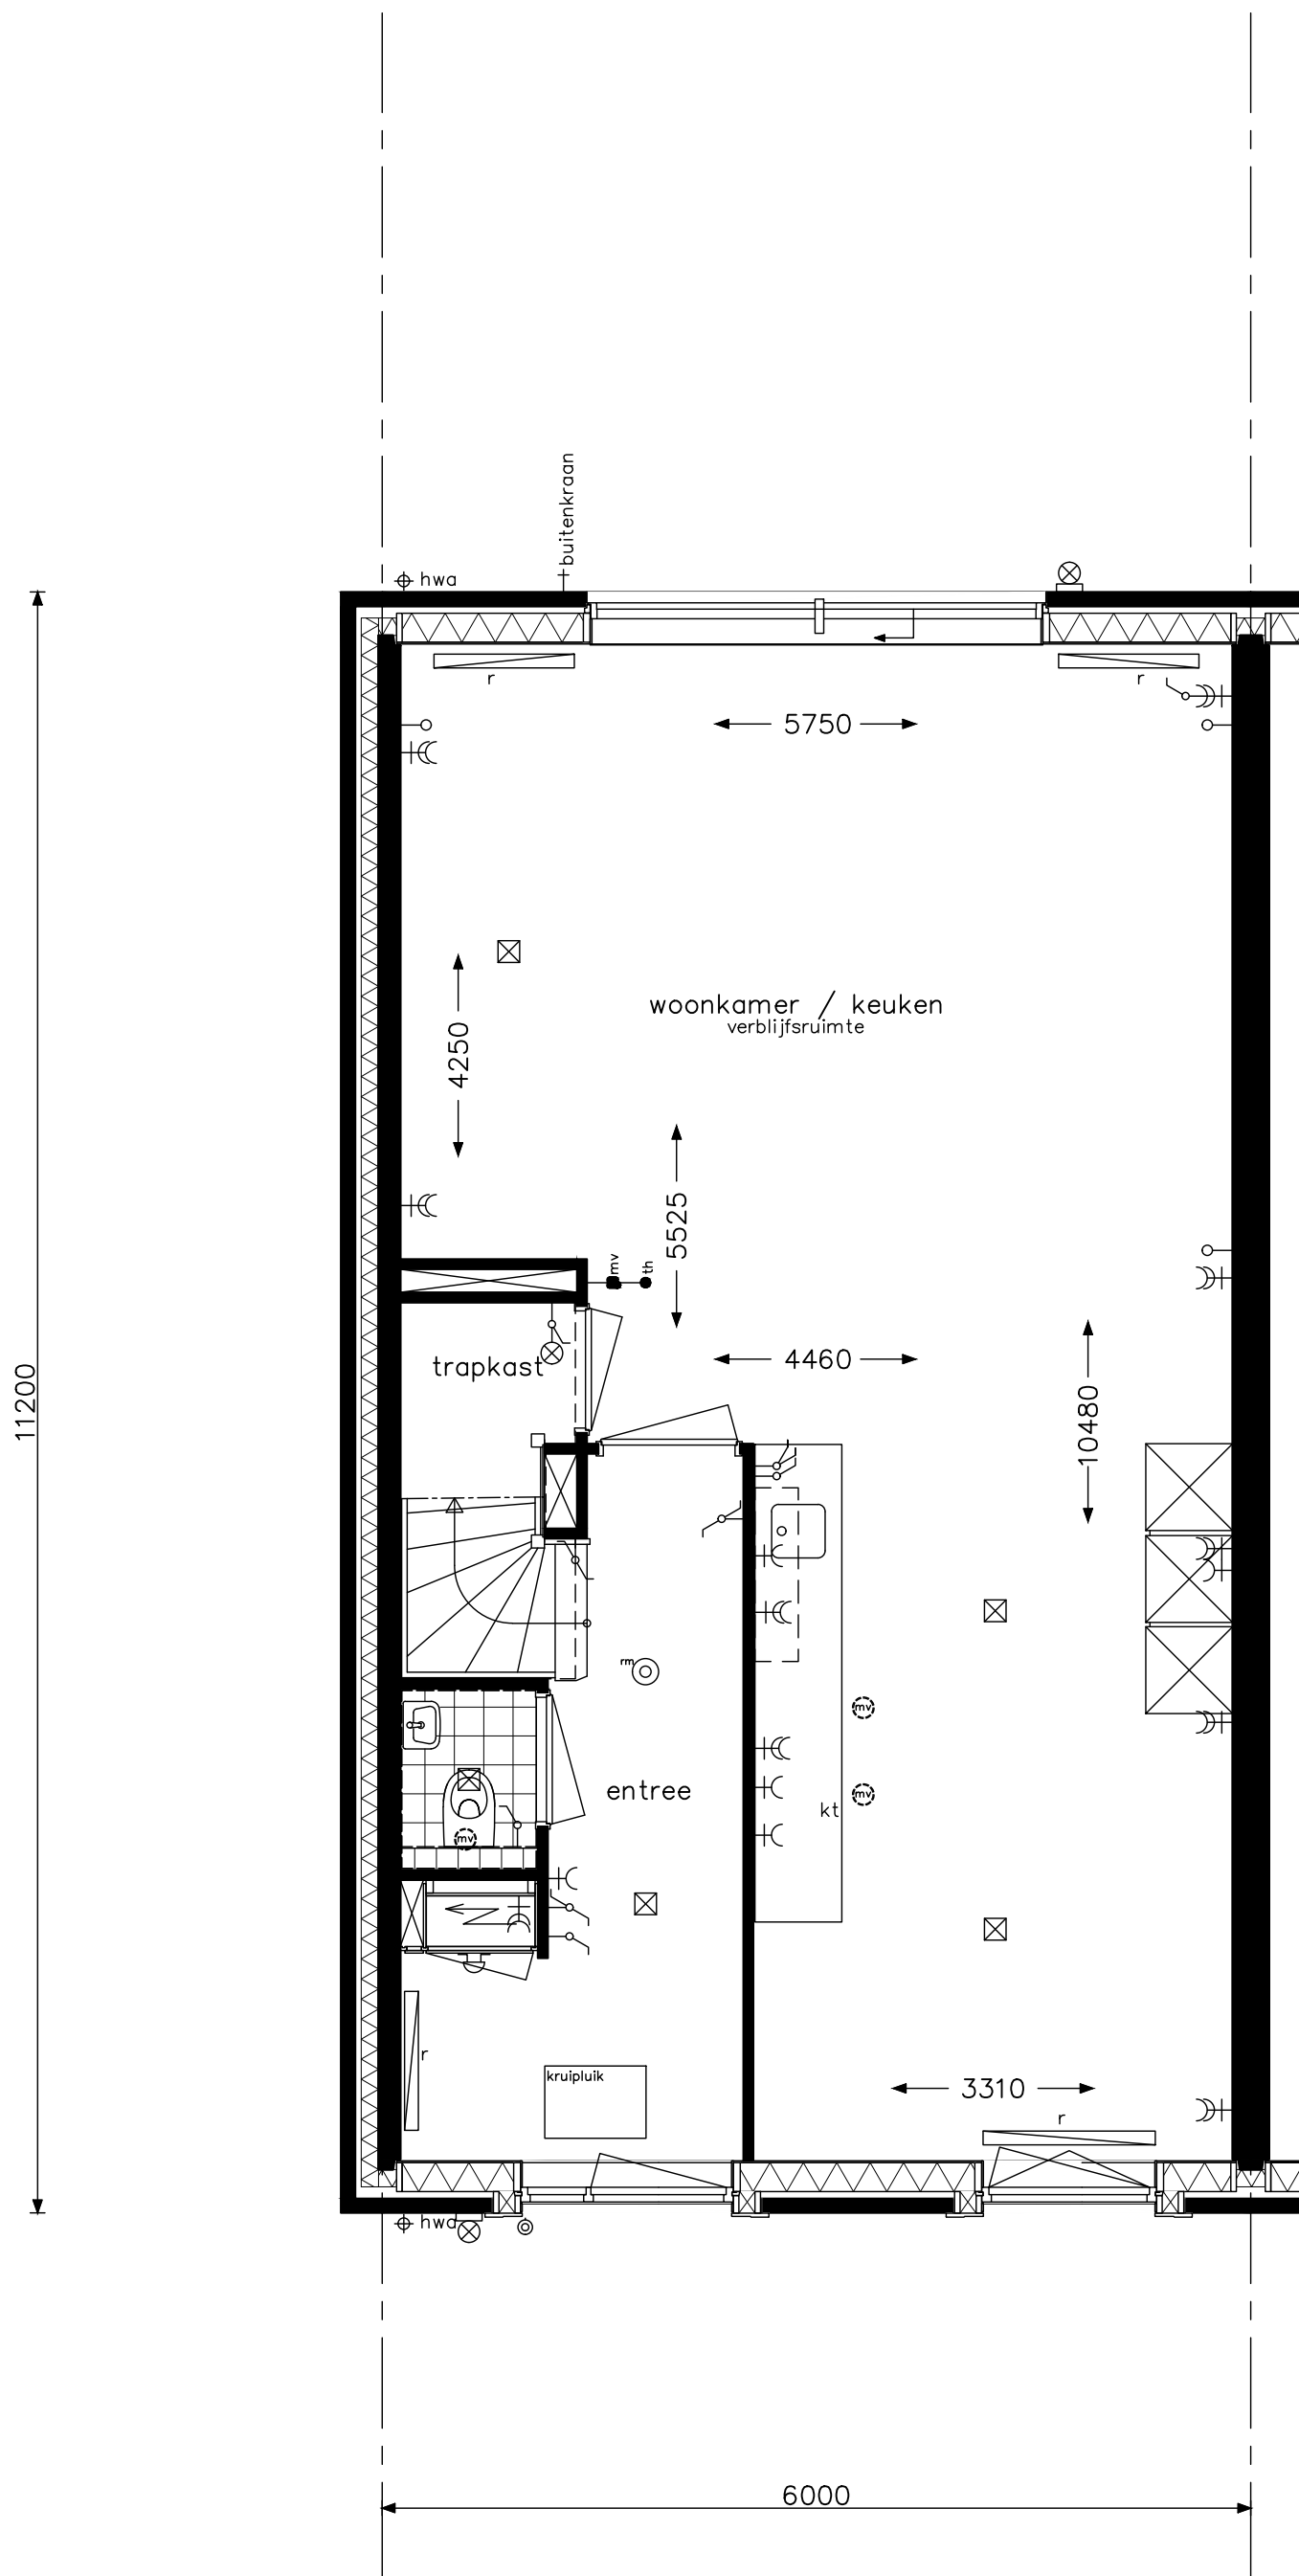 buitenkraan
hwa
r
r
5750
woonkamer / keuken
verblijfsruimte
4250
5525
mv
th
trapkast
4460
10480
11200
rm
mv
entree
mv
kt
mv
kruipluik
r
3310
r
hwa
6000